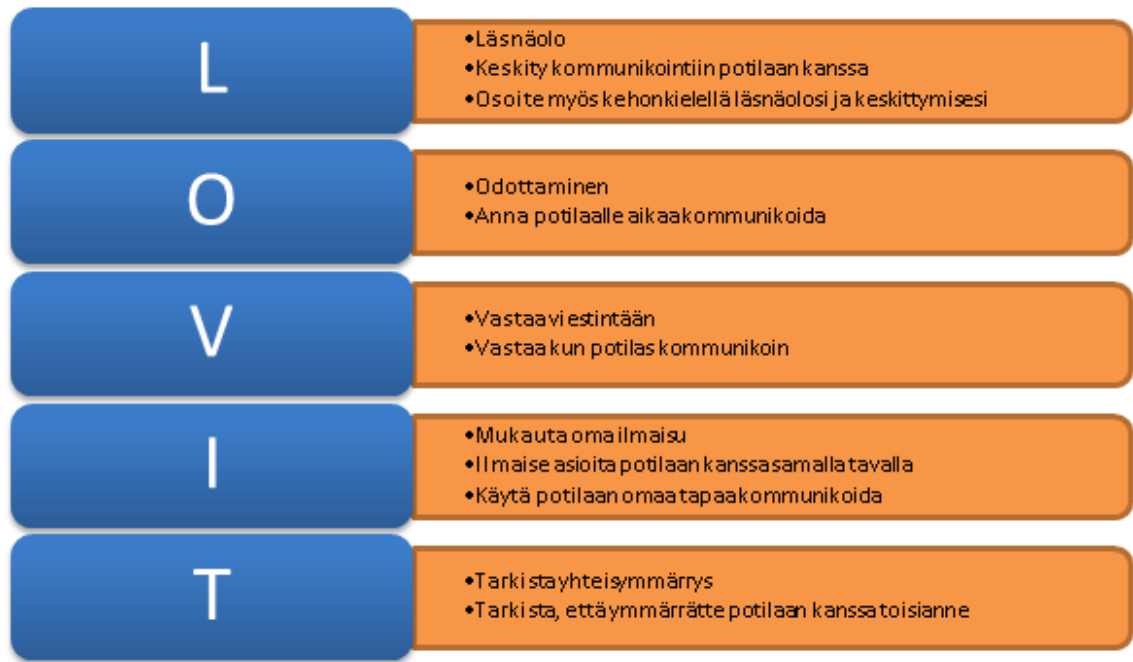 L
•Läsnäolo
•Keskity kommunikointiin potilaan kanssa
•Osoite myös kehonkielellä läsnäolosi ja keskittymisesi
O
•Odottaminen
•Anna potilaalle aikaa kommunikoida
V
•Vastaa viestintään
•Vastaa kun potilas kommunikoin
I
•Mukauta oma ilmaisu
•Ilmaise asioita potilaan kanssa samalla tavalla
•Käytä potilaan omaa tapaa kommunikoida
T
•Tarkista yhteisymmärrys
•Tarkista, että ymmärrätte potilaan kanssa toisianne